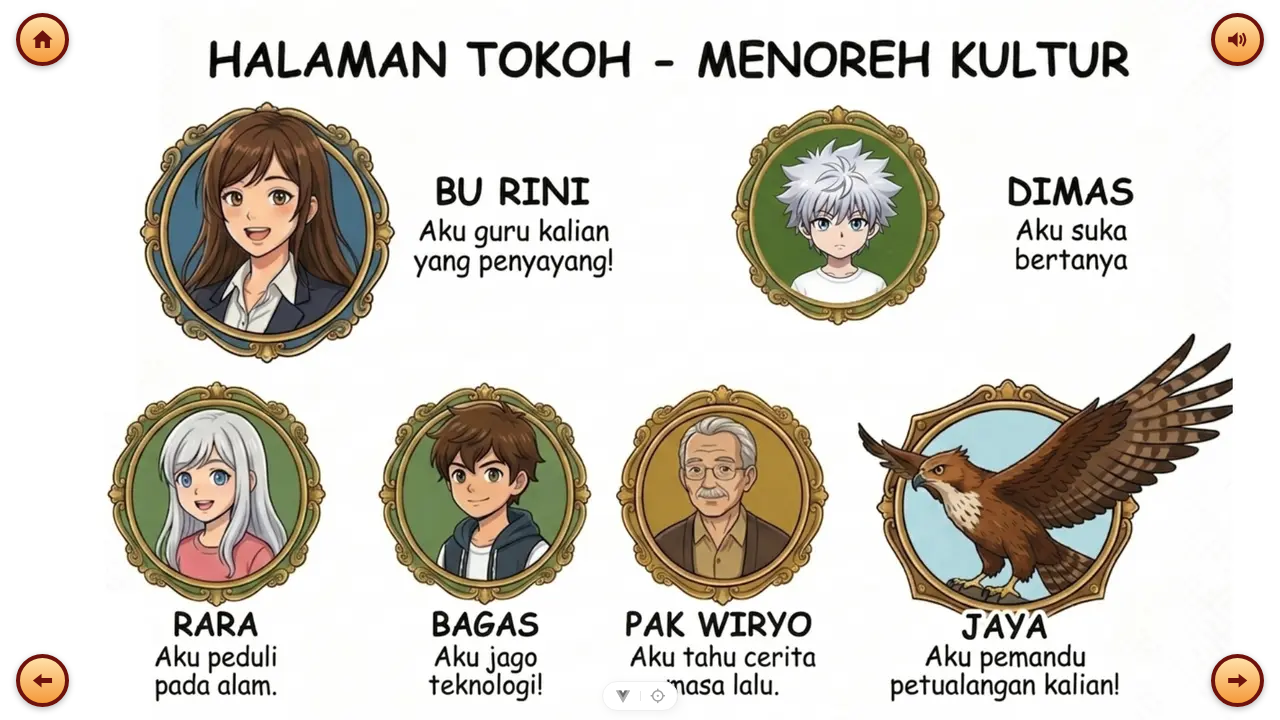 HALAMAN TOKOH - MENOREH KULTUR
BU RINI
Aku guru kalian
yang penyayang!
DIMAS
Aku suka
bertanya
RARA
Aku peduli
pada alam.
BAGAS
Aku jago
teknologi!
PAK WIRYO
Aku tahu cerita
masa lalu.
JAYA
Aku pemandu
petualangan kalian!